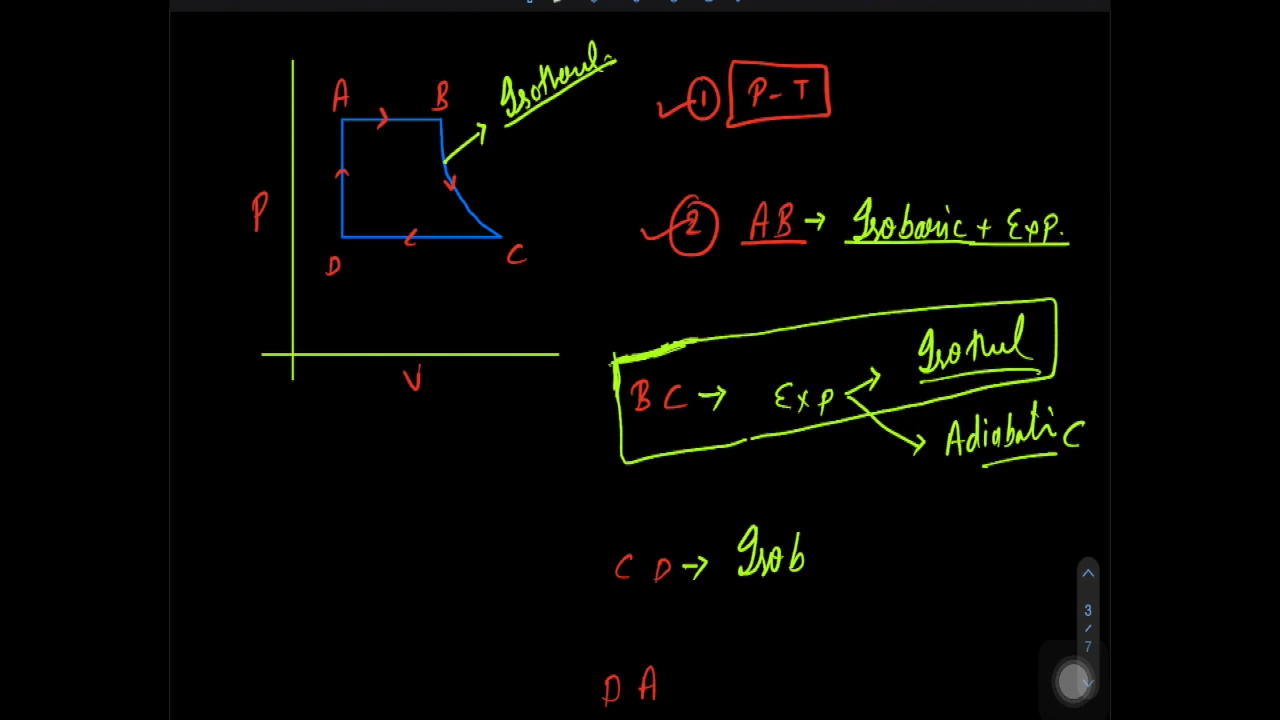 A B Isothermal
① P - T
P
② AB → Isobaric + Exp.
D C
V
BC → Exp Isothermal
Adiabatic
CD → Isob
DA
3
/
7